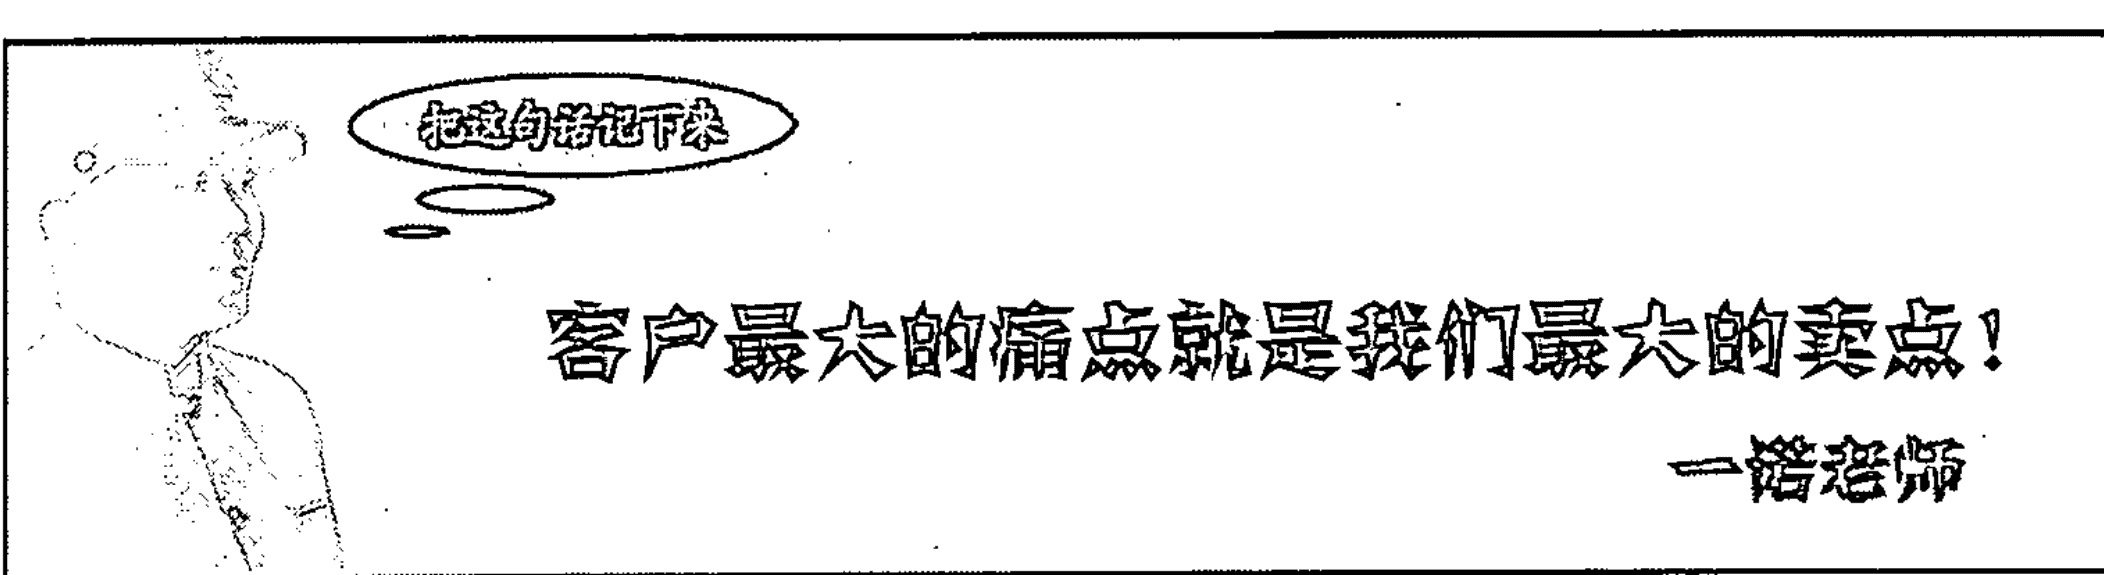 把这句话记下来
客户最大的痛点就是我们最大的卖点！
一诺老师